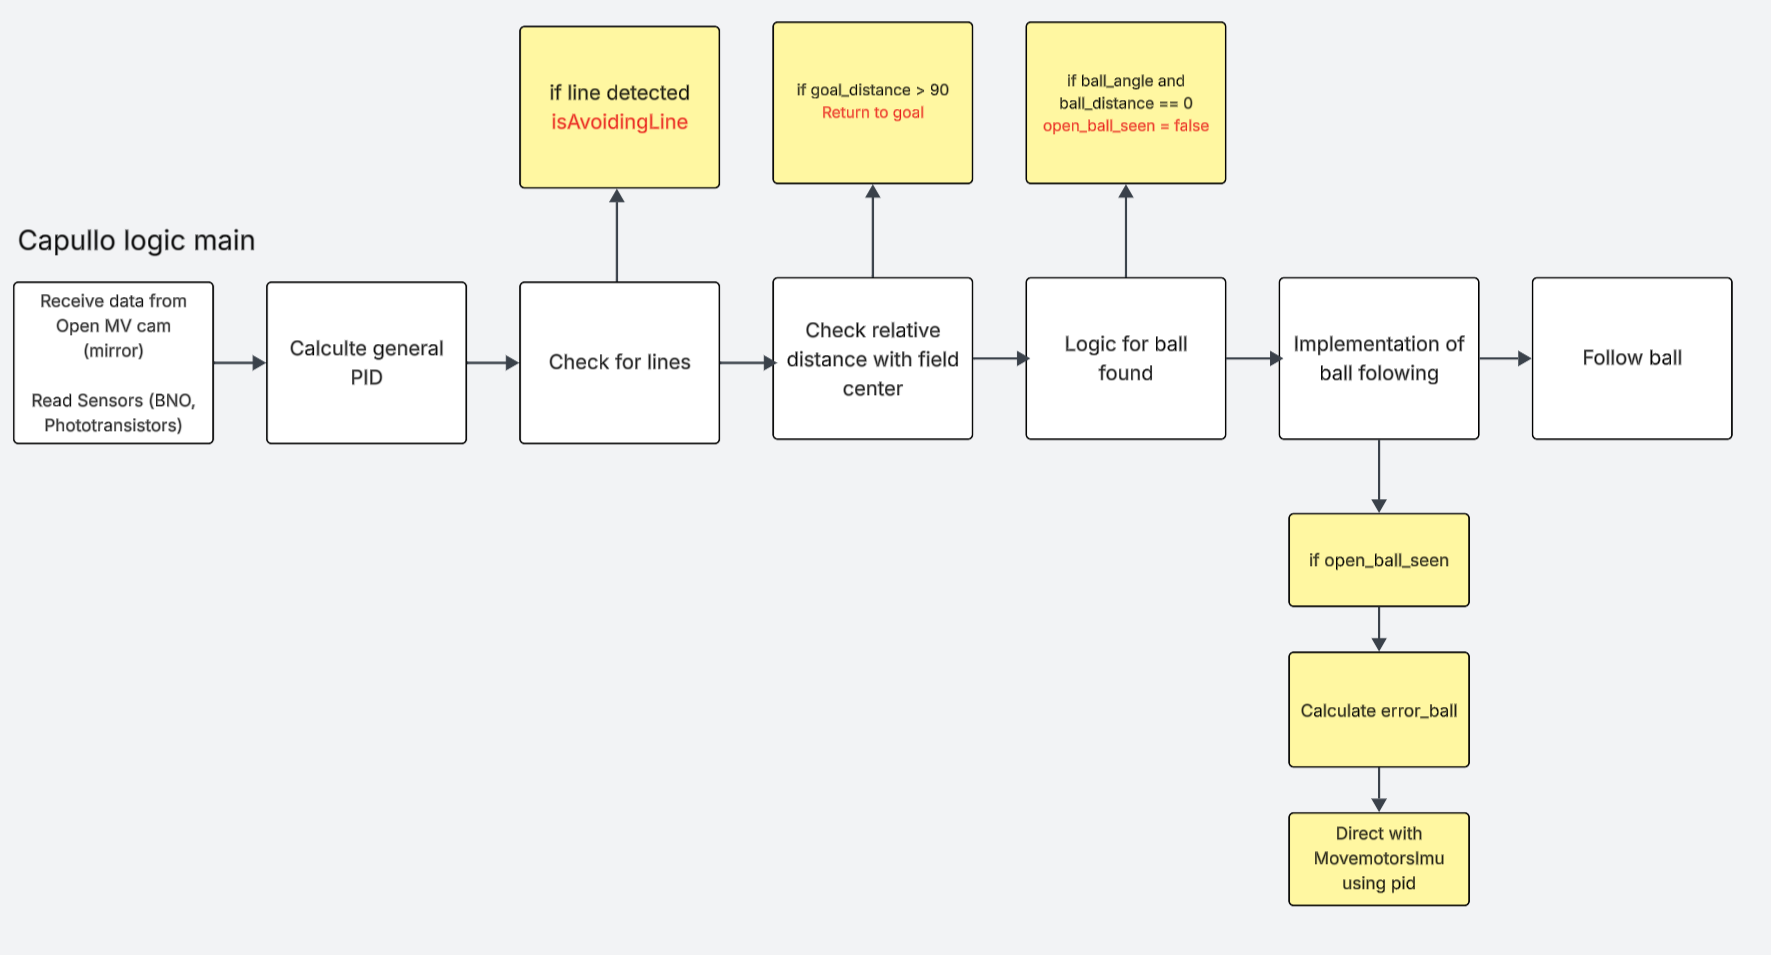 if line detected
isAvoidingLine
if goal_distance > 90
Return to goal
if ball_angle and
ball_distance == 0
open_ball_seen = false
Capullo logic main
Receive data from
Open MV cam
(mirror)
Read Sensors (BNO,
Phototransistors)
Calculte general
PID
Check for lines
Check relative
distance with field
center
Logic for ball
found
Implementation of
ball folowing
Follow ball
if open_ball_seen
Calculate error_ball
Direct with
MovemotorsImu
using pid